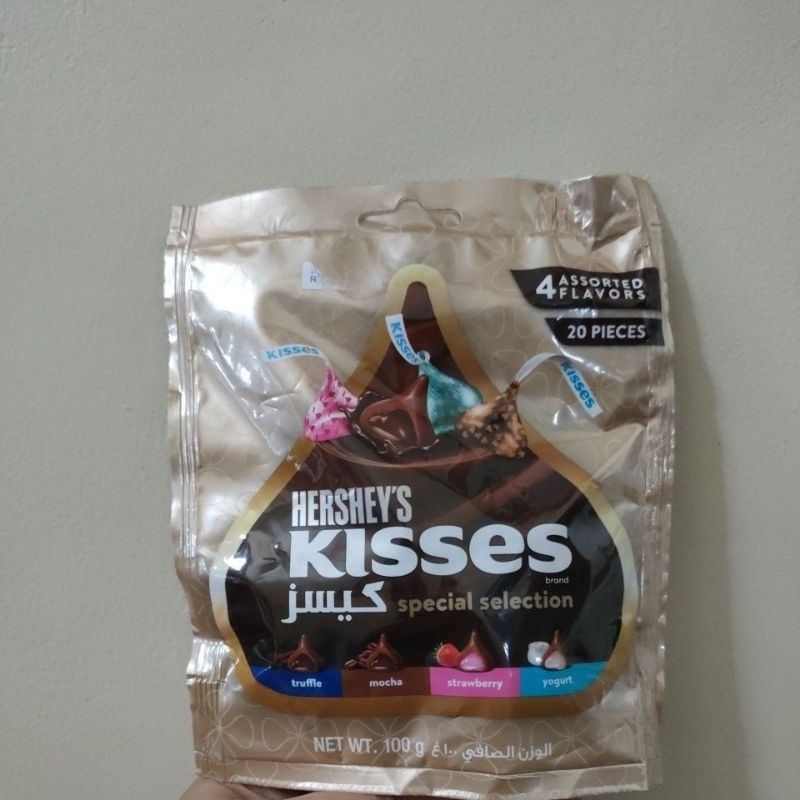 4 ASSORTED
FLAVORS
20 PIECES
KISSES
KISSES
KISSES
HERSHEY'S
KISSES
brand
كيسز special selection
truffle mocha strawberry yogurt
NET WT. 100 g الوزن الصافي ١٠٠غ